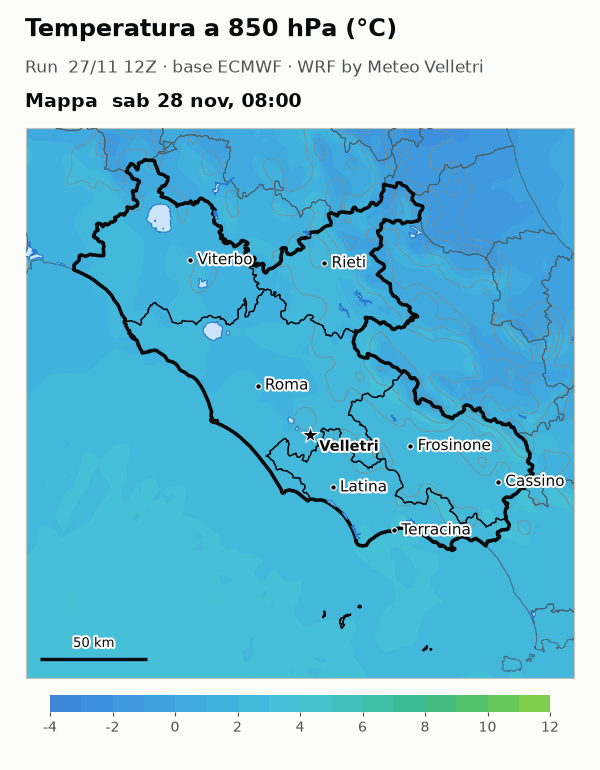 Temperatura a 850 hPa (°C)
Run  27/11 12Z · base ECMWF · WRF by Meteo Velletri
Mappa  sab 28 nov, 08:00
Viterbo
Rieti
Roma
Velletri
Frosinone
Cassino
Latina
Terracina
50 km
-4 -2 0 2 4 6 8 10 12